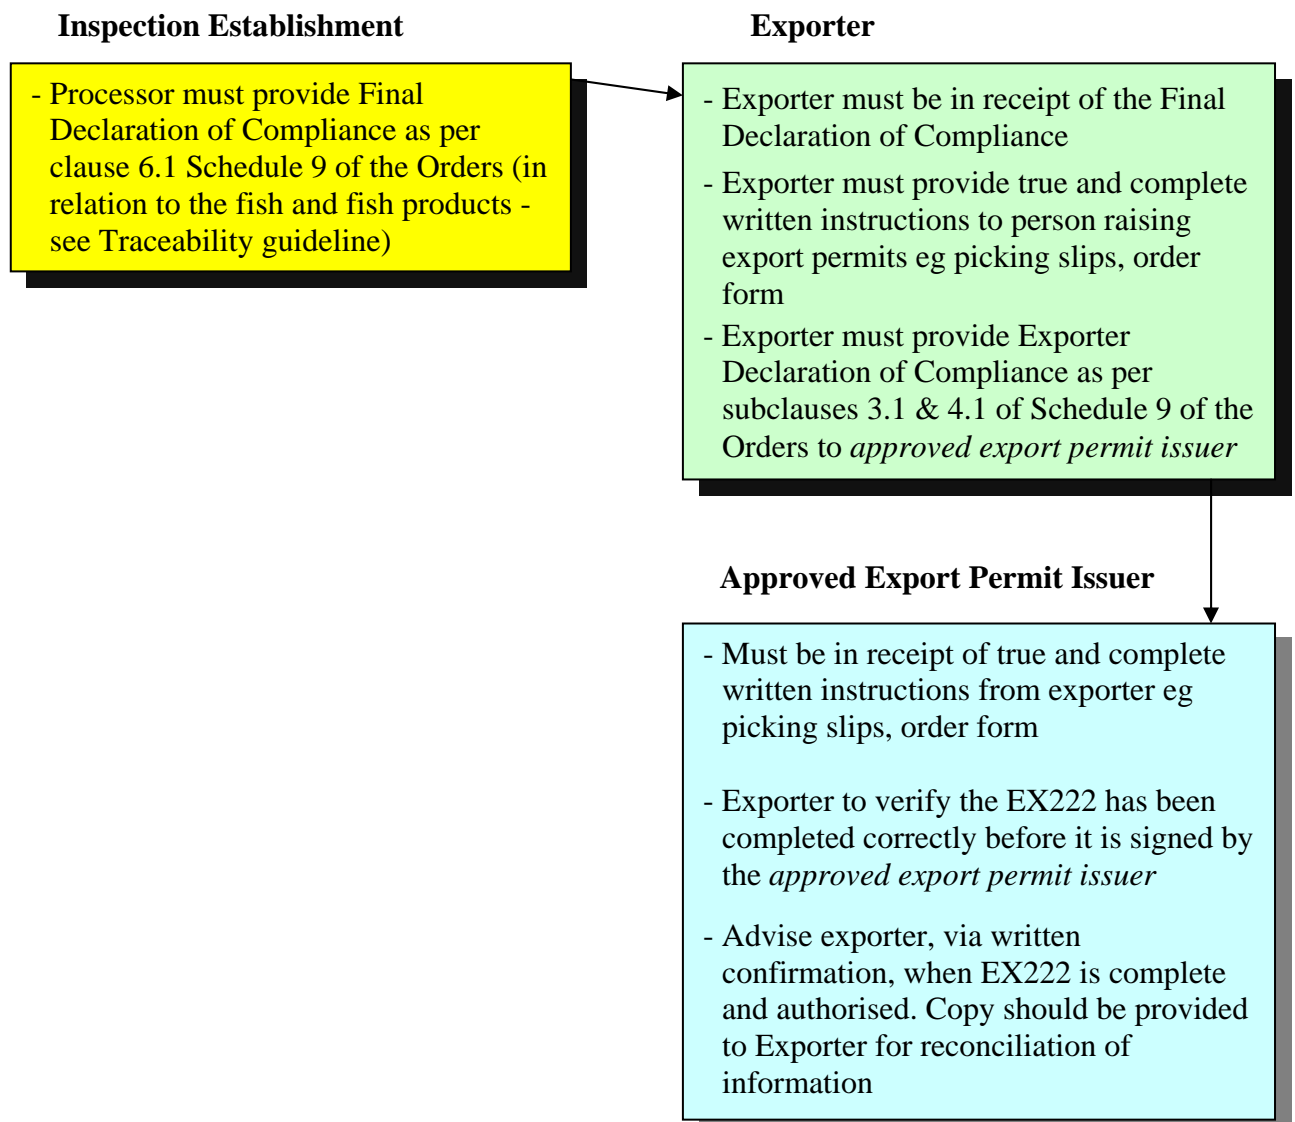 Inspection Establishment
- Processor must provide Final
Declaration of Compliance as per
clause 6.1 Schedule 9 of the Orders (in
relation to the fish and fish products -
see Traceability guideline)
Exporter
- Exporter must be in receipt of the Final
Declaration of Compliance
- Exporter must provide true and complete
written instructions to person raising
export permits eg picking slips, order
form
- Exporter must provide Exporter
Declaration of Compliance as per
subclauses 3.1 & 4.1 of Schedule 9 of the
Orders to approved export permit issuer
Approved Export Permit Issuer
- Must be in receipt of true and complete
written instructions from exporter eg
picking slips, order form
- Exporter to verify the EX222 has been
completed correctly before it is signed by
the approved export permit issuer
- Advise exporter, via written
confirmation, when EX222 is complete
and authorised. Copy should be provided
to Exporter for reconciliation of
information